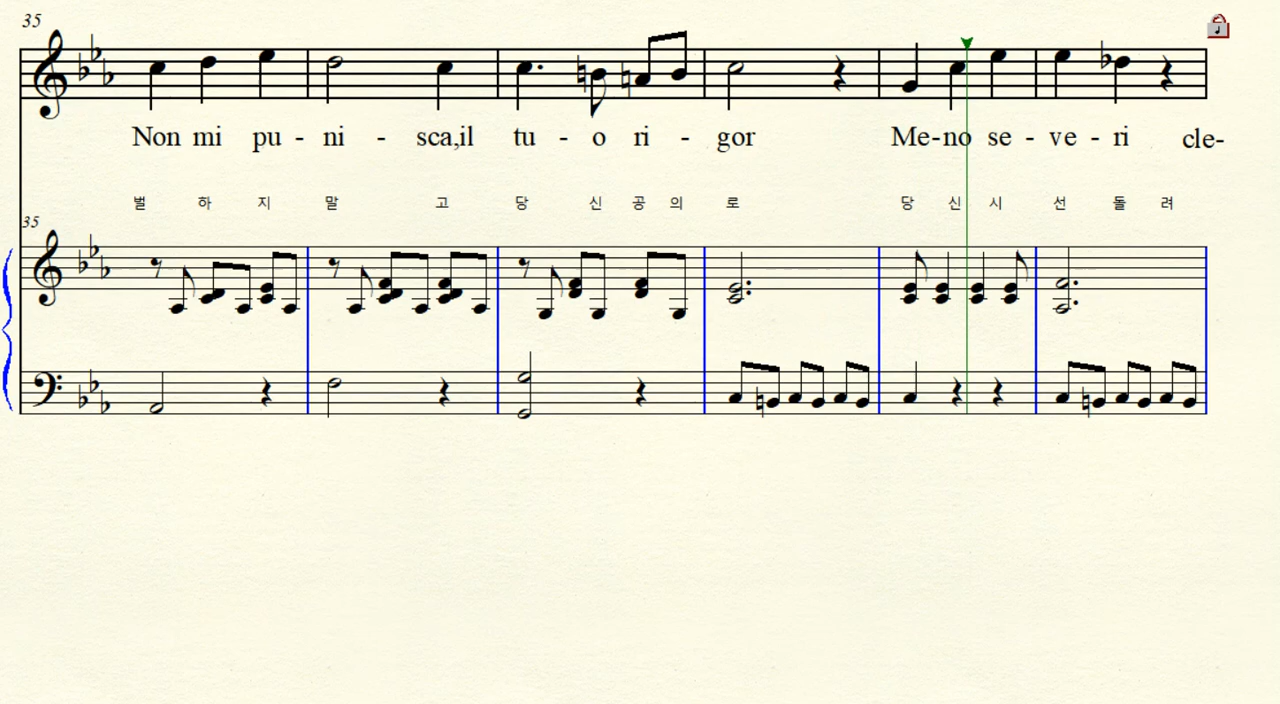 35
Non mi pu - ni - sca,il tu - o ri - gor Me-no se - ve - ri cle-
벌 하 지 말 고 당 신 공 의 로 당 신 시 선 돌 려
35